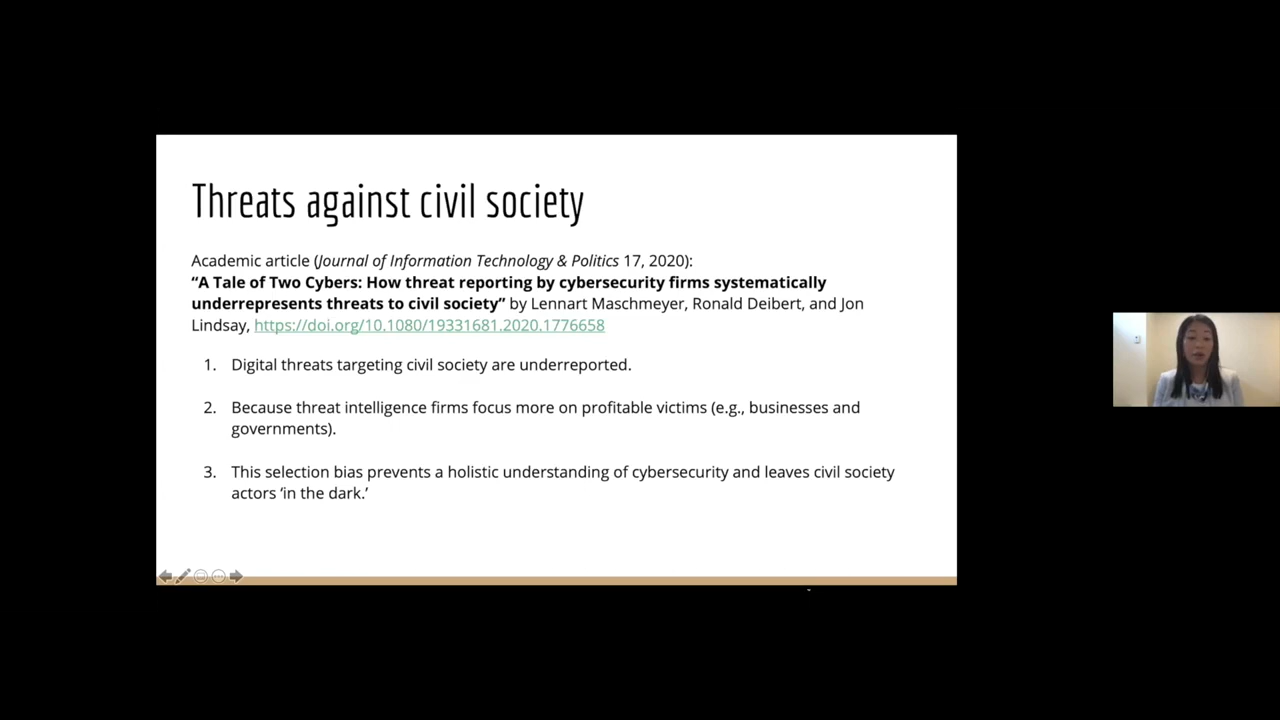 Threats against civil society
Academic article (Journal of Information Technology & Politics 17, 2020):
“A Tale of Two Cybers: How threat reporting by cybersecurity firms systematically
underrepresents threats to civil society” by Lennart Maschmeyer, Ronald Deibert, and Jon
Lindsay, https://doi.org/10.1080/19331681.2020.1776658
1. Digital threats targeting civil society are underreported.
2. Because threat intelligence firms focus more on profitable victims (e.g., businesses and
governments).
3. This selection bias prevents a holistic understanding of cybersecurity and leaves civil society
actors ‘in the dark.’